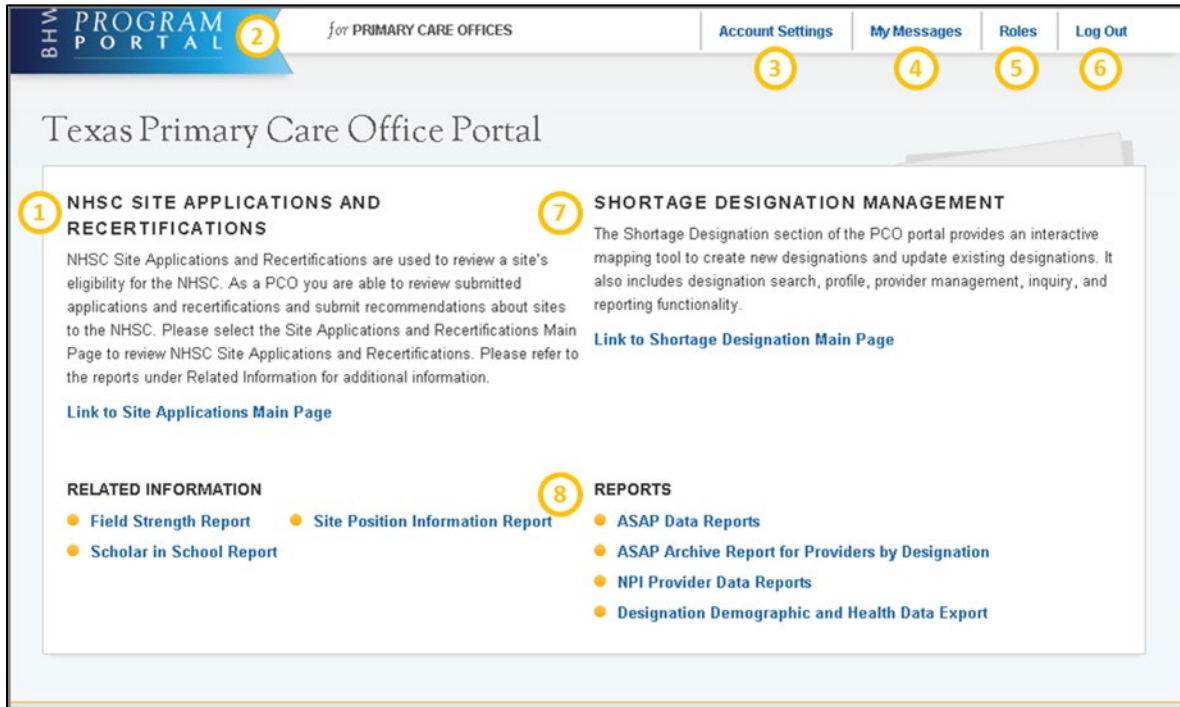 BHW
PROGRAM
PORTAL
2
for PRIMARY CARE OFFICES
Account Settings
My Messages
Roles
Log Out
3
4
5
6
Texas Primary Care Office Portal
1
NHSC SITE APPLICATIONS AND
RECERTIFICATIONS
NHSC Site Applications and Recertifications are used to review a site's
eligibility for the NHSC. As a PCO you are able to review submitted
applications and recertifications and submit recommendations about sites
to the NHSC. Please select the Site Applications and Recertifications Main
Page to review NHSC Site Applications and Recertifications. Please refer to
the reports under Related Information for additional information.
Link to Site Applications Main Page
7
SHORTAGE DESIGNATION MANAGEMENT
The Shortage Designation section of the PCO portal provides an interactive
mapping tool to create new designations and update existing designations. It
also includes designation search, profile, provider management, inquiry, and
reporting functionality.
Link to Shortage Designation Main Page
RELATED INFORMATION
Field Strength Report
Site Position Information Report
Scholar in School Report
8
REPORTS
ASAP Data Reports
ASAP Archive Report for Providers by Designation
NPI Provider Data Reports
Designation Demographic and Health Data Export